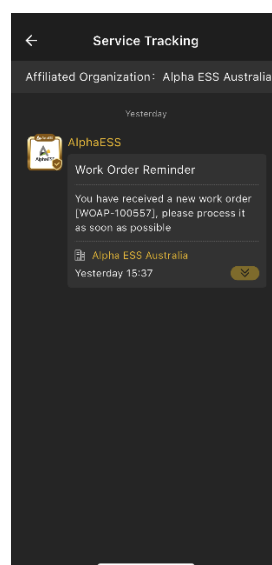 Service Tracking
Affiliated Organization: Alpha ESS Australia
Yesterday
AlphaESS
Work Order Reminder
You have received a new work order
[WOAP-100557], please process it
as soon as possible
Alpha ESS Australia
Yesterday 15:37